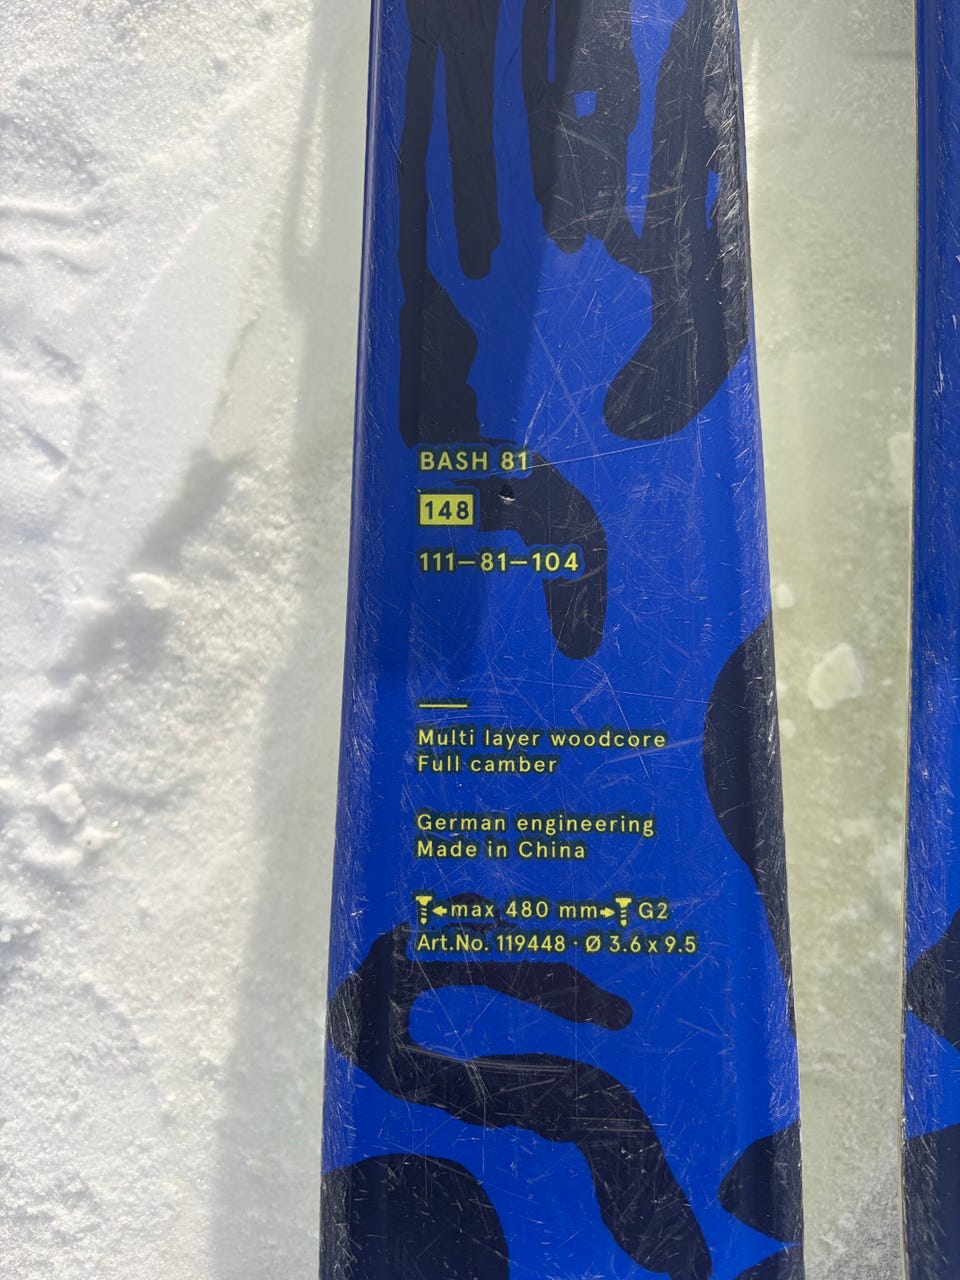 BASH 81
148
111–81–104
Multi layer woodcore
Full camber
German engineering
Made in China
max 480 mm G2
Art.No. 119448 · Ø 3.6 x 9.5